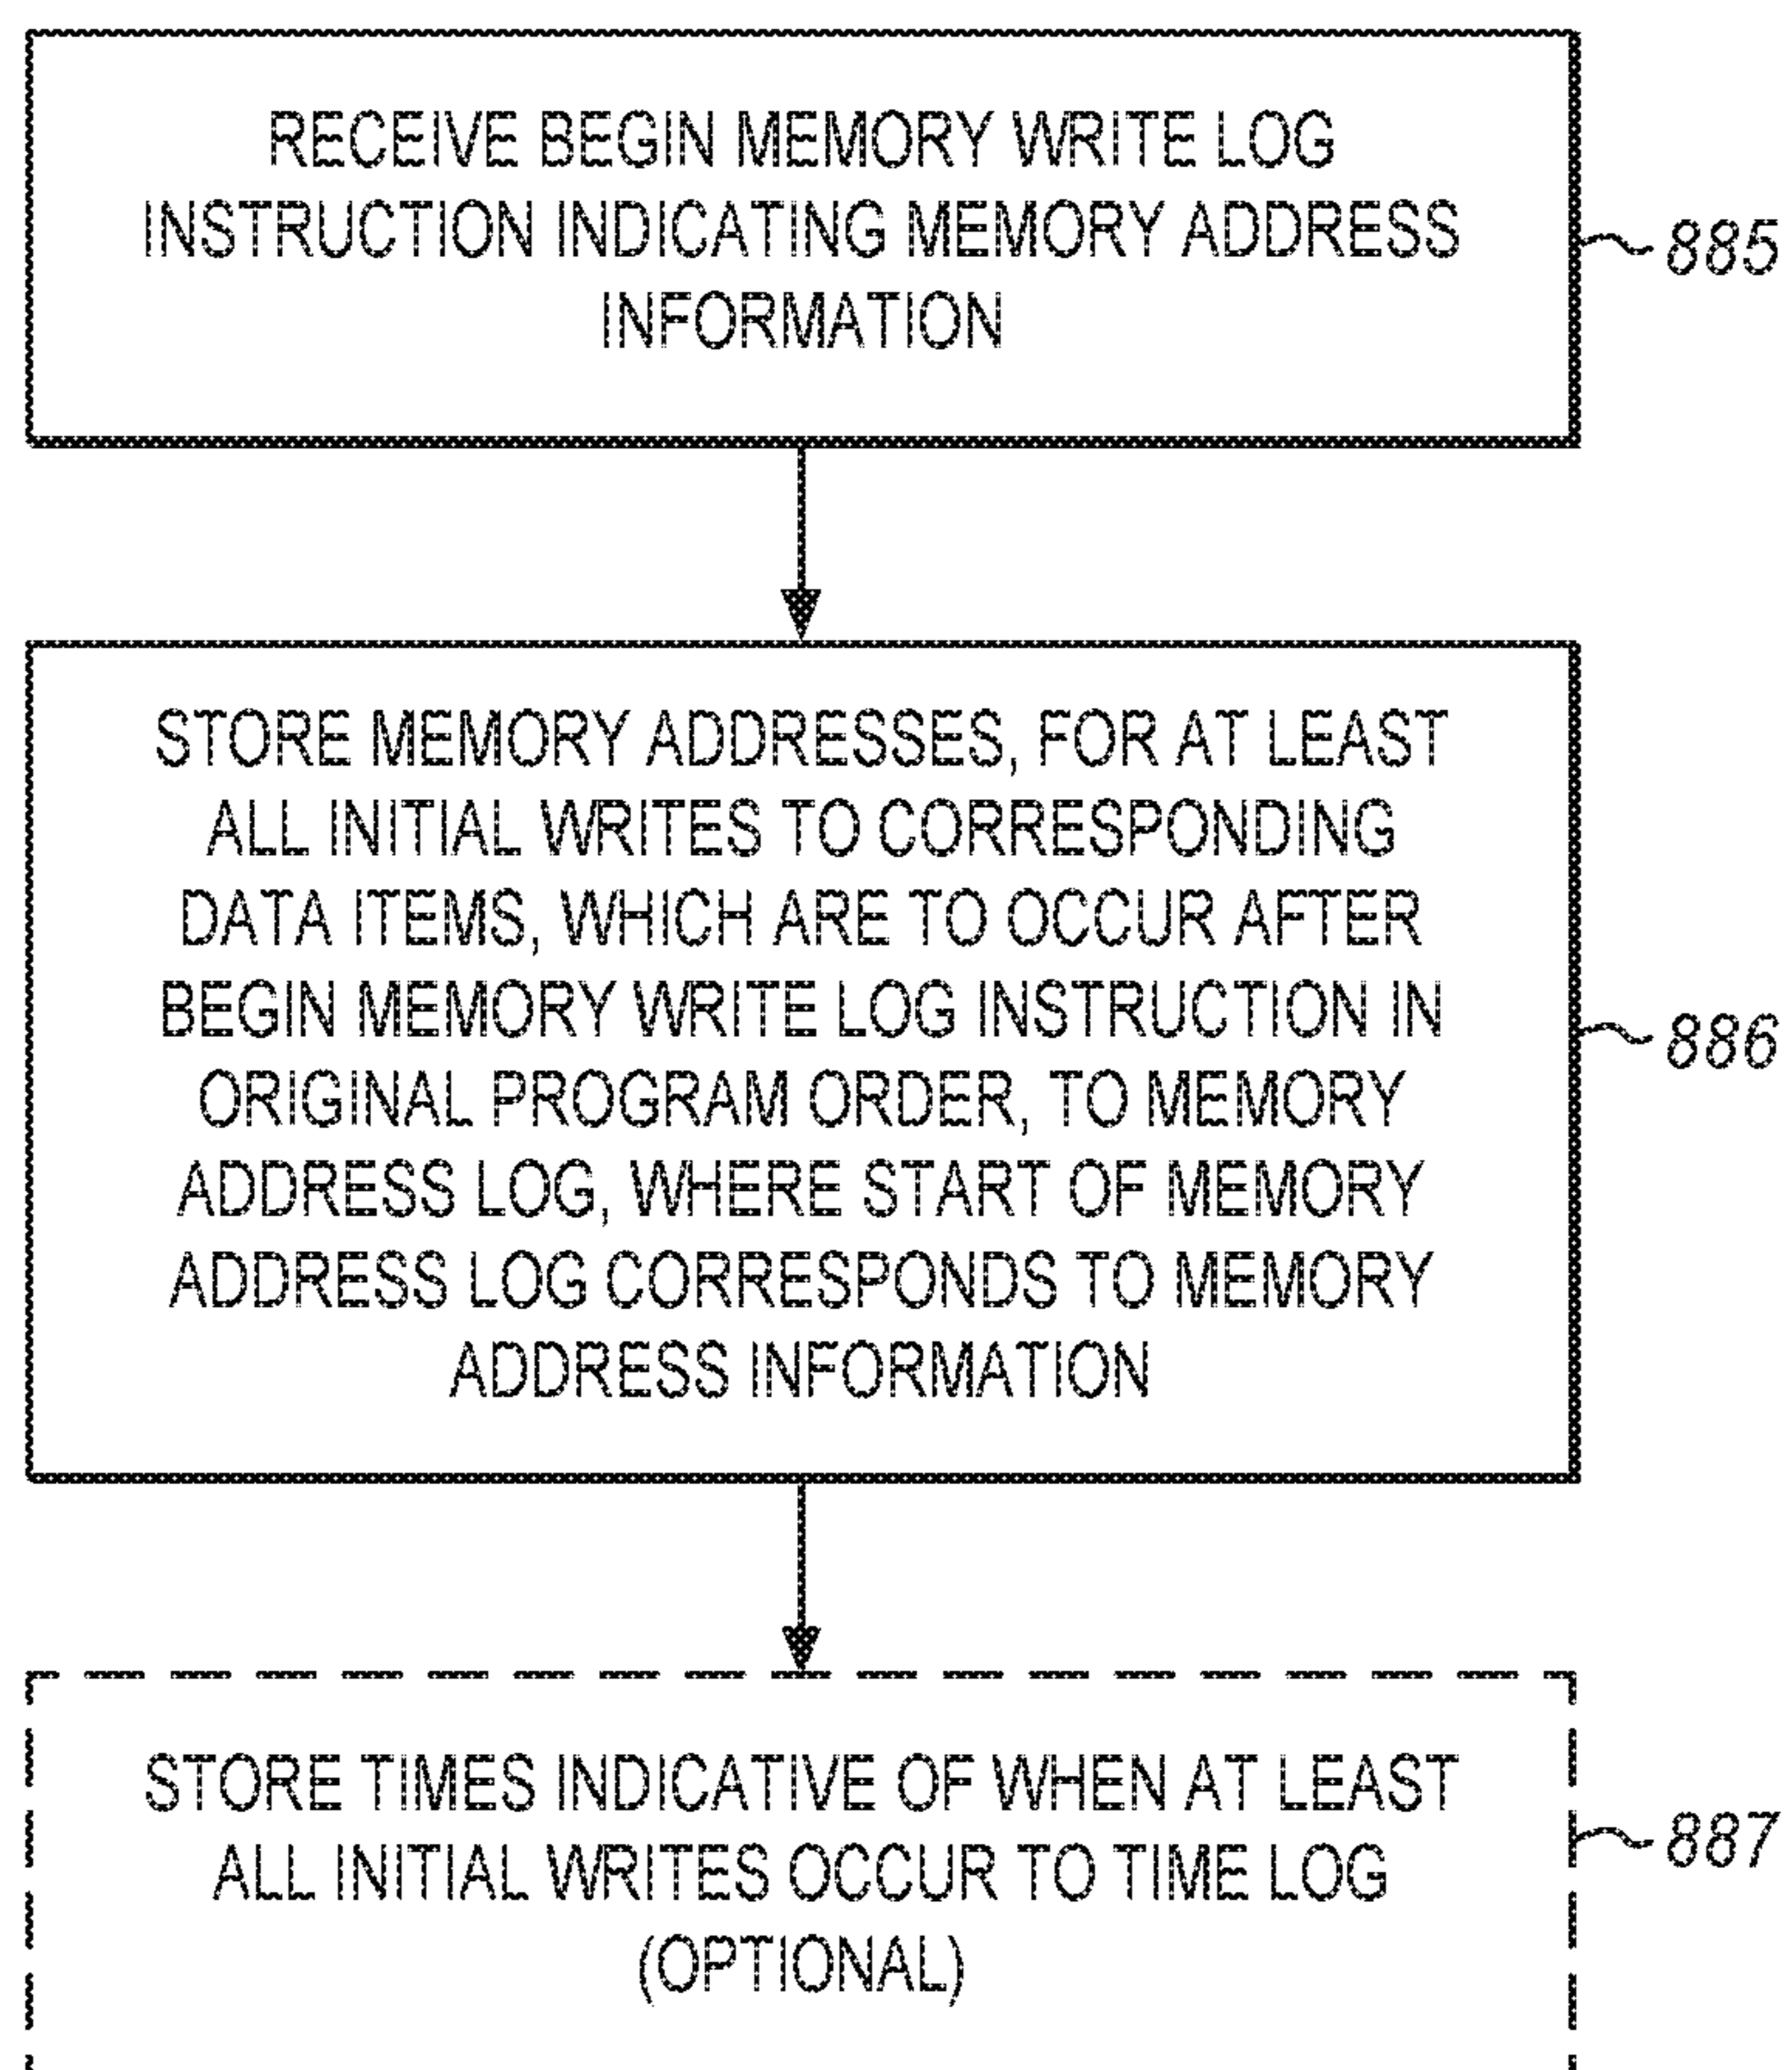 RECEIVE BEGIN MEMORY WRITE LOG
INSTRUCTION INDICATING MEMORY ADDRESS
INFORMATION
885
STORE MEMORY ADDRESSES, FOR AT LEAST
ALL INITIAL WRITES TO CORRESPONDING
DATA ITEMS, WHICH ARE TO OCCUR AFTER
BEGIN MEMORY WRITE LOG INSTRUCTION IN
ORIGINAL PROGRAM ORDER, TO MEMORY
ADDRESS LOG, WHERE START OF MEMORY
ADDRESS LOG CORRESPONDS TO MEMORY
ADDRESS INFORMATION
886
STORE TIMES INDICATIVE OF WHEN AT LEAST
ALL INITIAL WRITES OCCUR TO TIME LOG
(OPTIONAL)
887